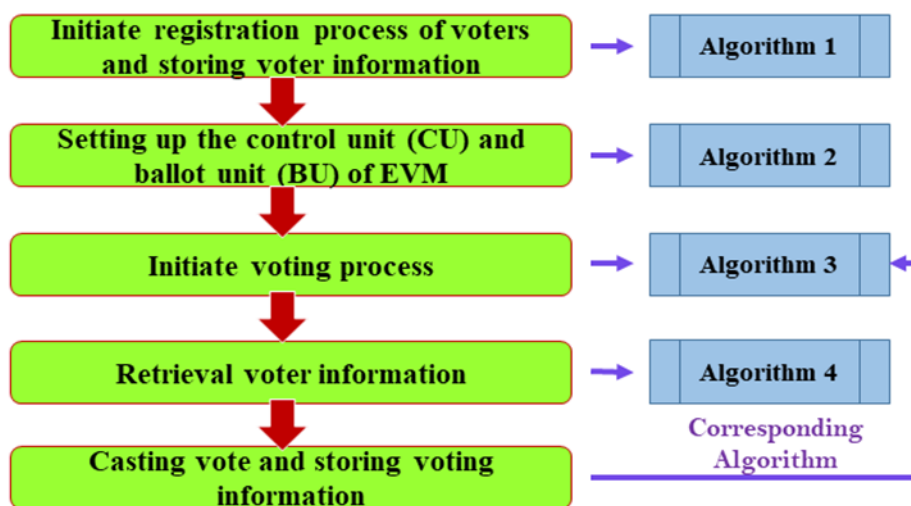 Initiate registration process of voters
and storing voter information
Algorithm 1
Setting up the control unit (CU) and
ballot unit (BU) of EVM
Algorithm 2
Initiate voting process
Algorithm 3
Retrieval voter information
Algorithm 4
Corresponding
Algorithm
Casting vote and storing voting
information